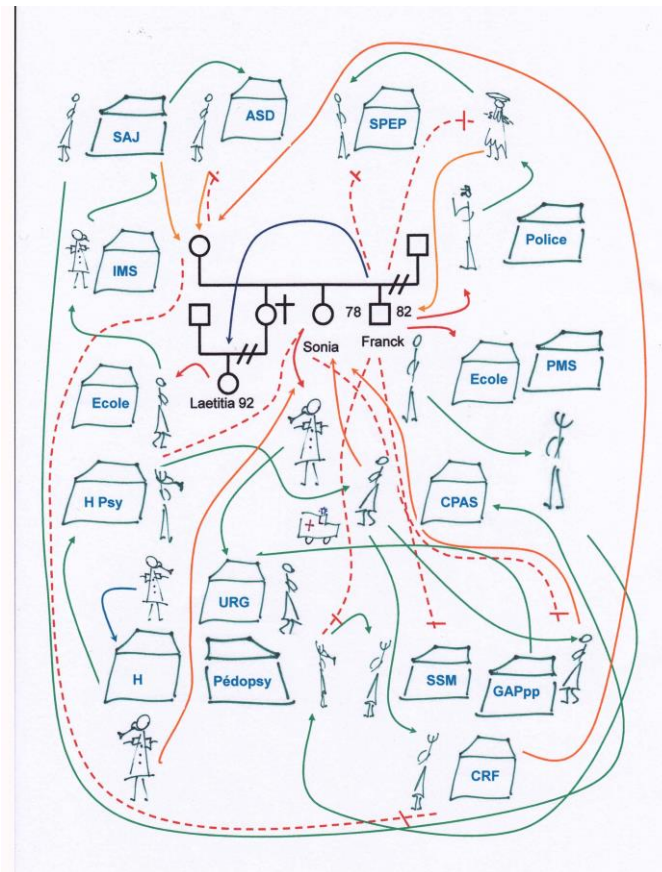 ASD
SPEP
SAJ
Police
IMS
78
82
Sonia
Franck
Ecole
PMS
Ecole
Laetitia 92
H Psy
CPAS
URG
H
Pédopsy
SSM
GAPpp
CRF